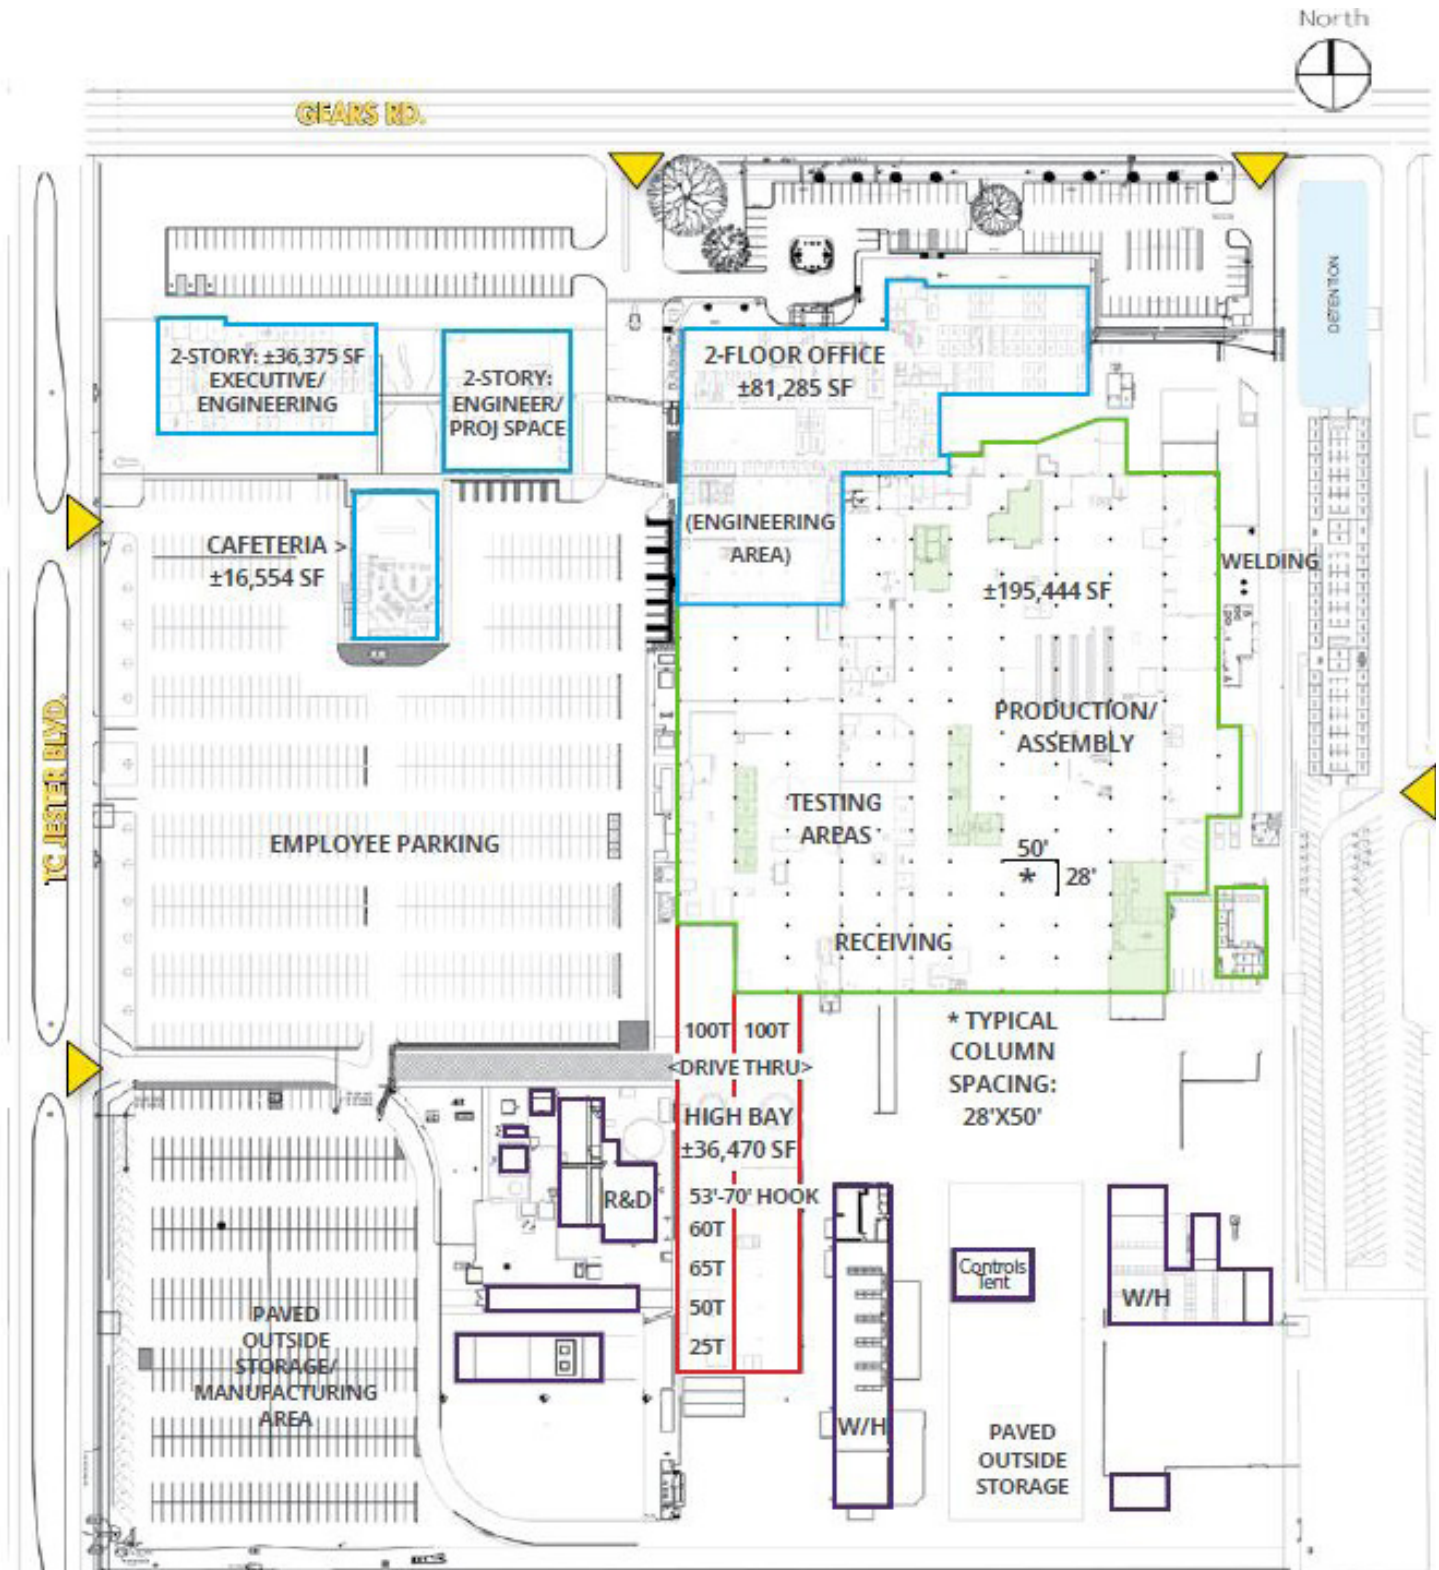 North
GEARS RD.
2-STORY: ±36,375 SF
EXECUTIVE/
ENGINEERING
2-STORY:
ENGINEER/
PROJ SPACE
2-FLOOR OFFICE
±81,285 SF
DETENTION
(ENGINEERING
AREA)
CAFETERIA >
±16,554 SF
WELDING
±195,444 SF
TC JESTER BLVD.
PRODUCTION/
ASSEMBLY
TESTING
AREAS
EMPLOYEE PARKING
50'
* 28'
RECEIVING
100T 100T
<DRIVE THRU>
* TYPICAL
COLUMN
SPACING:
28'X50'
HIGH BAY
±36,470 SF
R&D
53'-70' HOOK
60T
65T
50T
25T
Controls
Tent
W/H
PAVED
OUTSIDE
STORAGE/
MANUFACTURING
AREA
W/H
PAVED
OUTSIDE
STORAGE